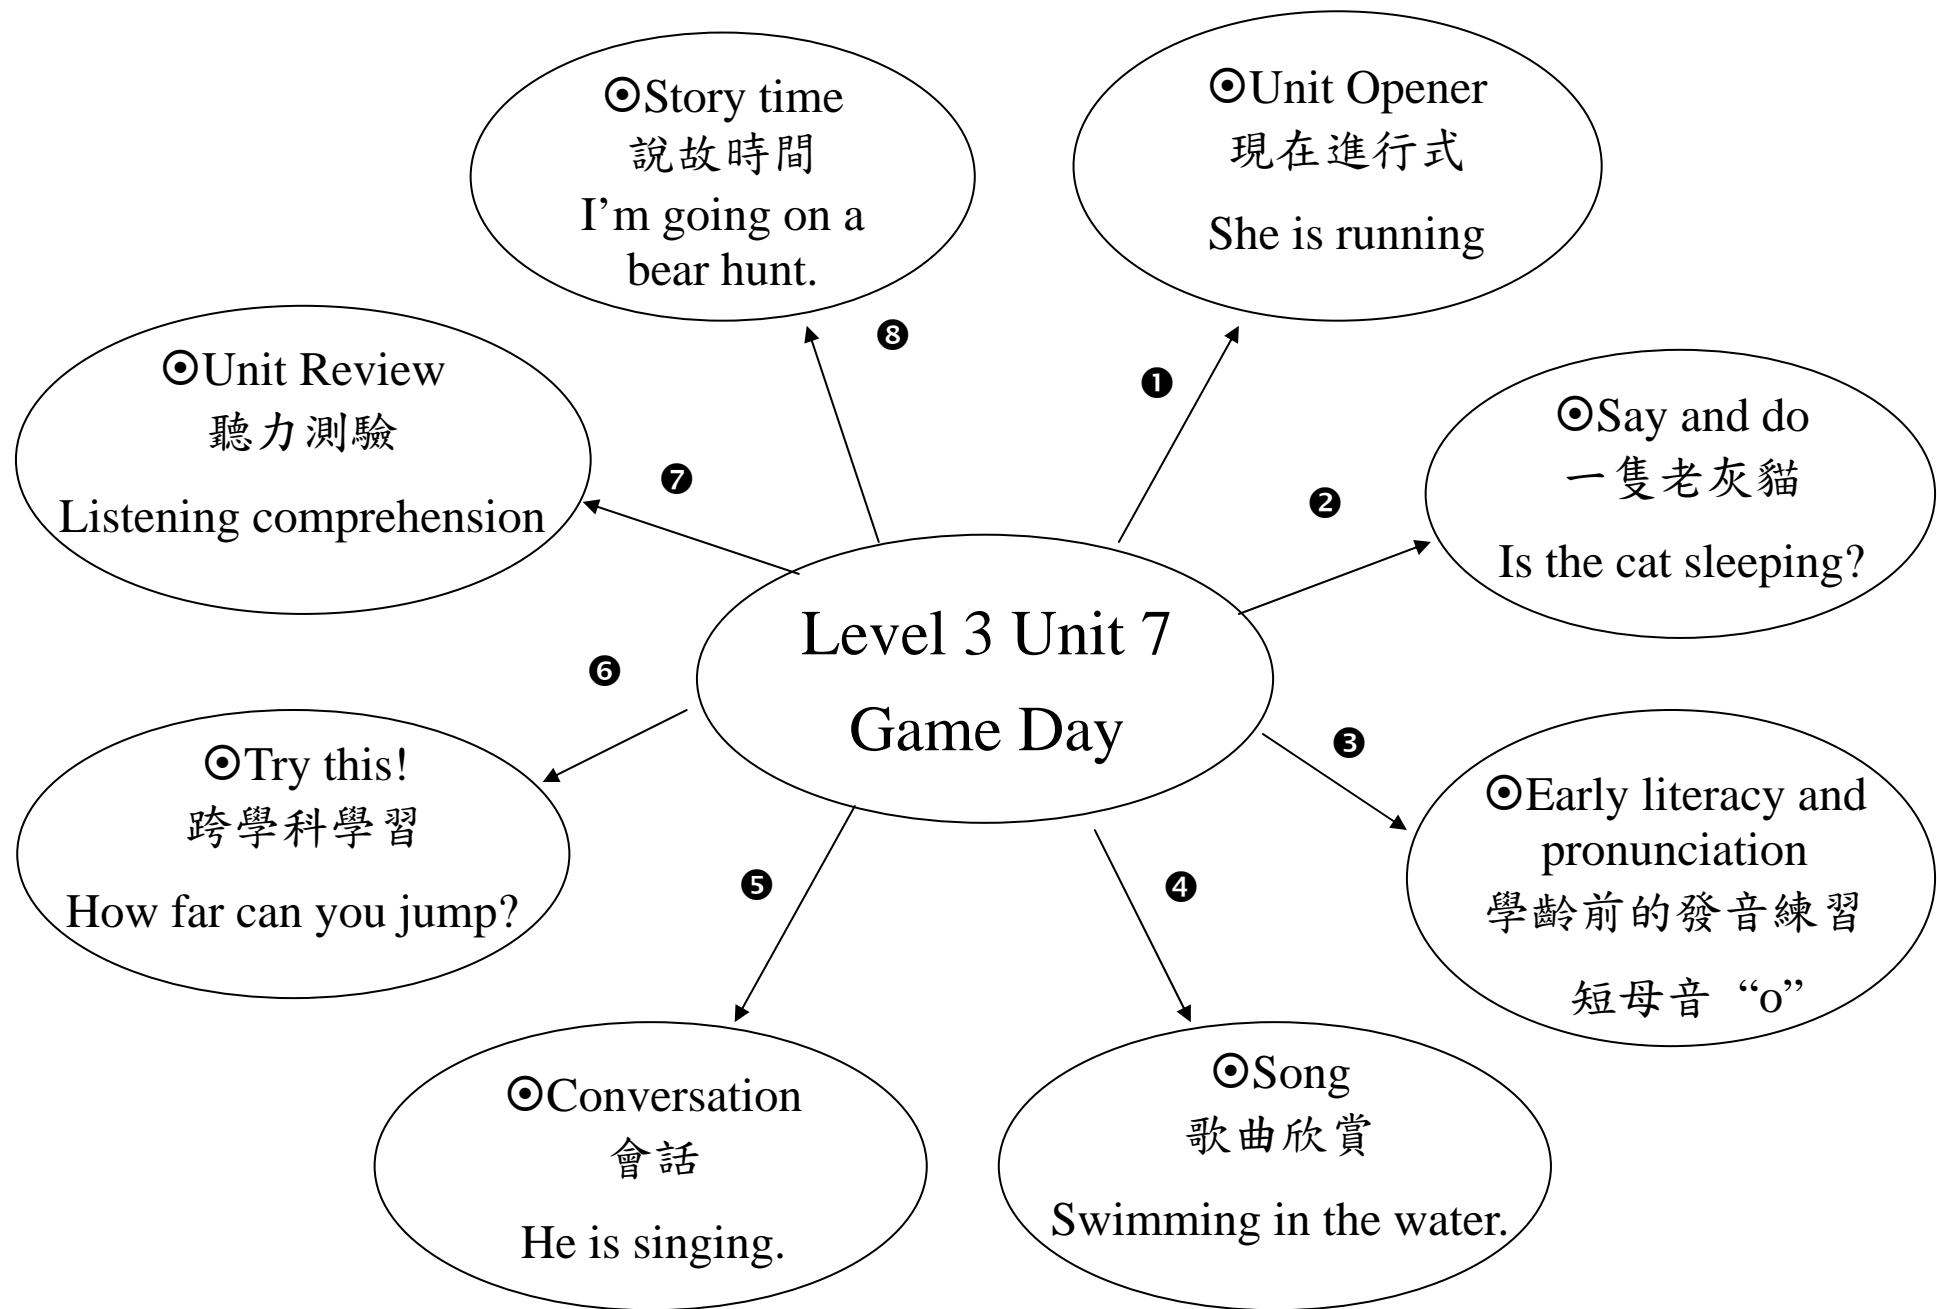 Level 3 Unit 7
Game Day
❶
⊙Unit Opener
現在進行式
She is running
❷
⊙Say and do
一隻老灰貓
Is the cat sleeping?
❸
⊙Early literacy and
pronunciation
學齡前的發音練習
短母音 “o”
❹
⊙Song
歌曲欣賞
Swimming in the water.
❺
⊙Conversation
會話
He is singing.
❻
⊙Try this!
跨學科學習
How far can you jump?
❼
⊙Unit Review
聽力測驗
Listening comprehension
❽
⊙Story time
說故時間
I’m going on a
bear hunt.